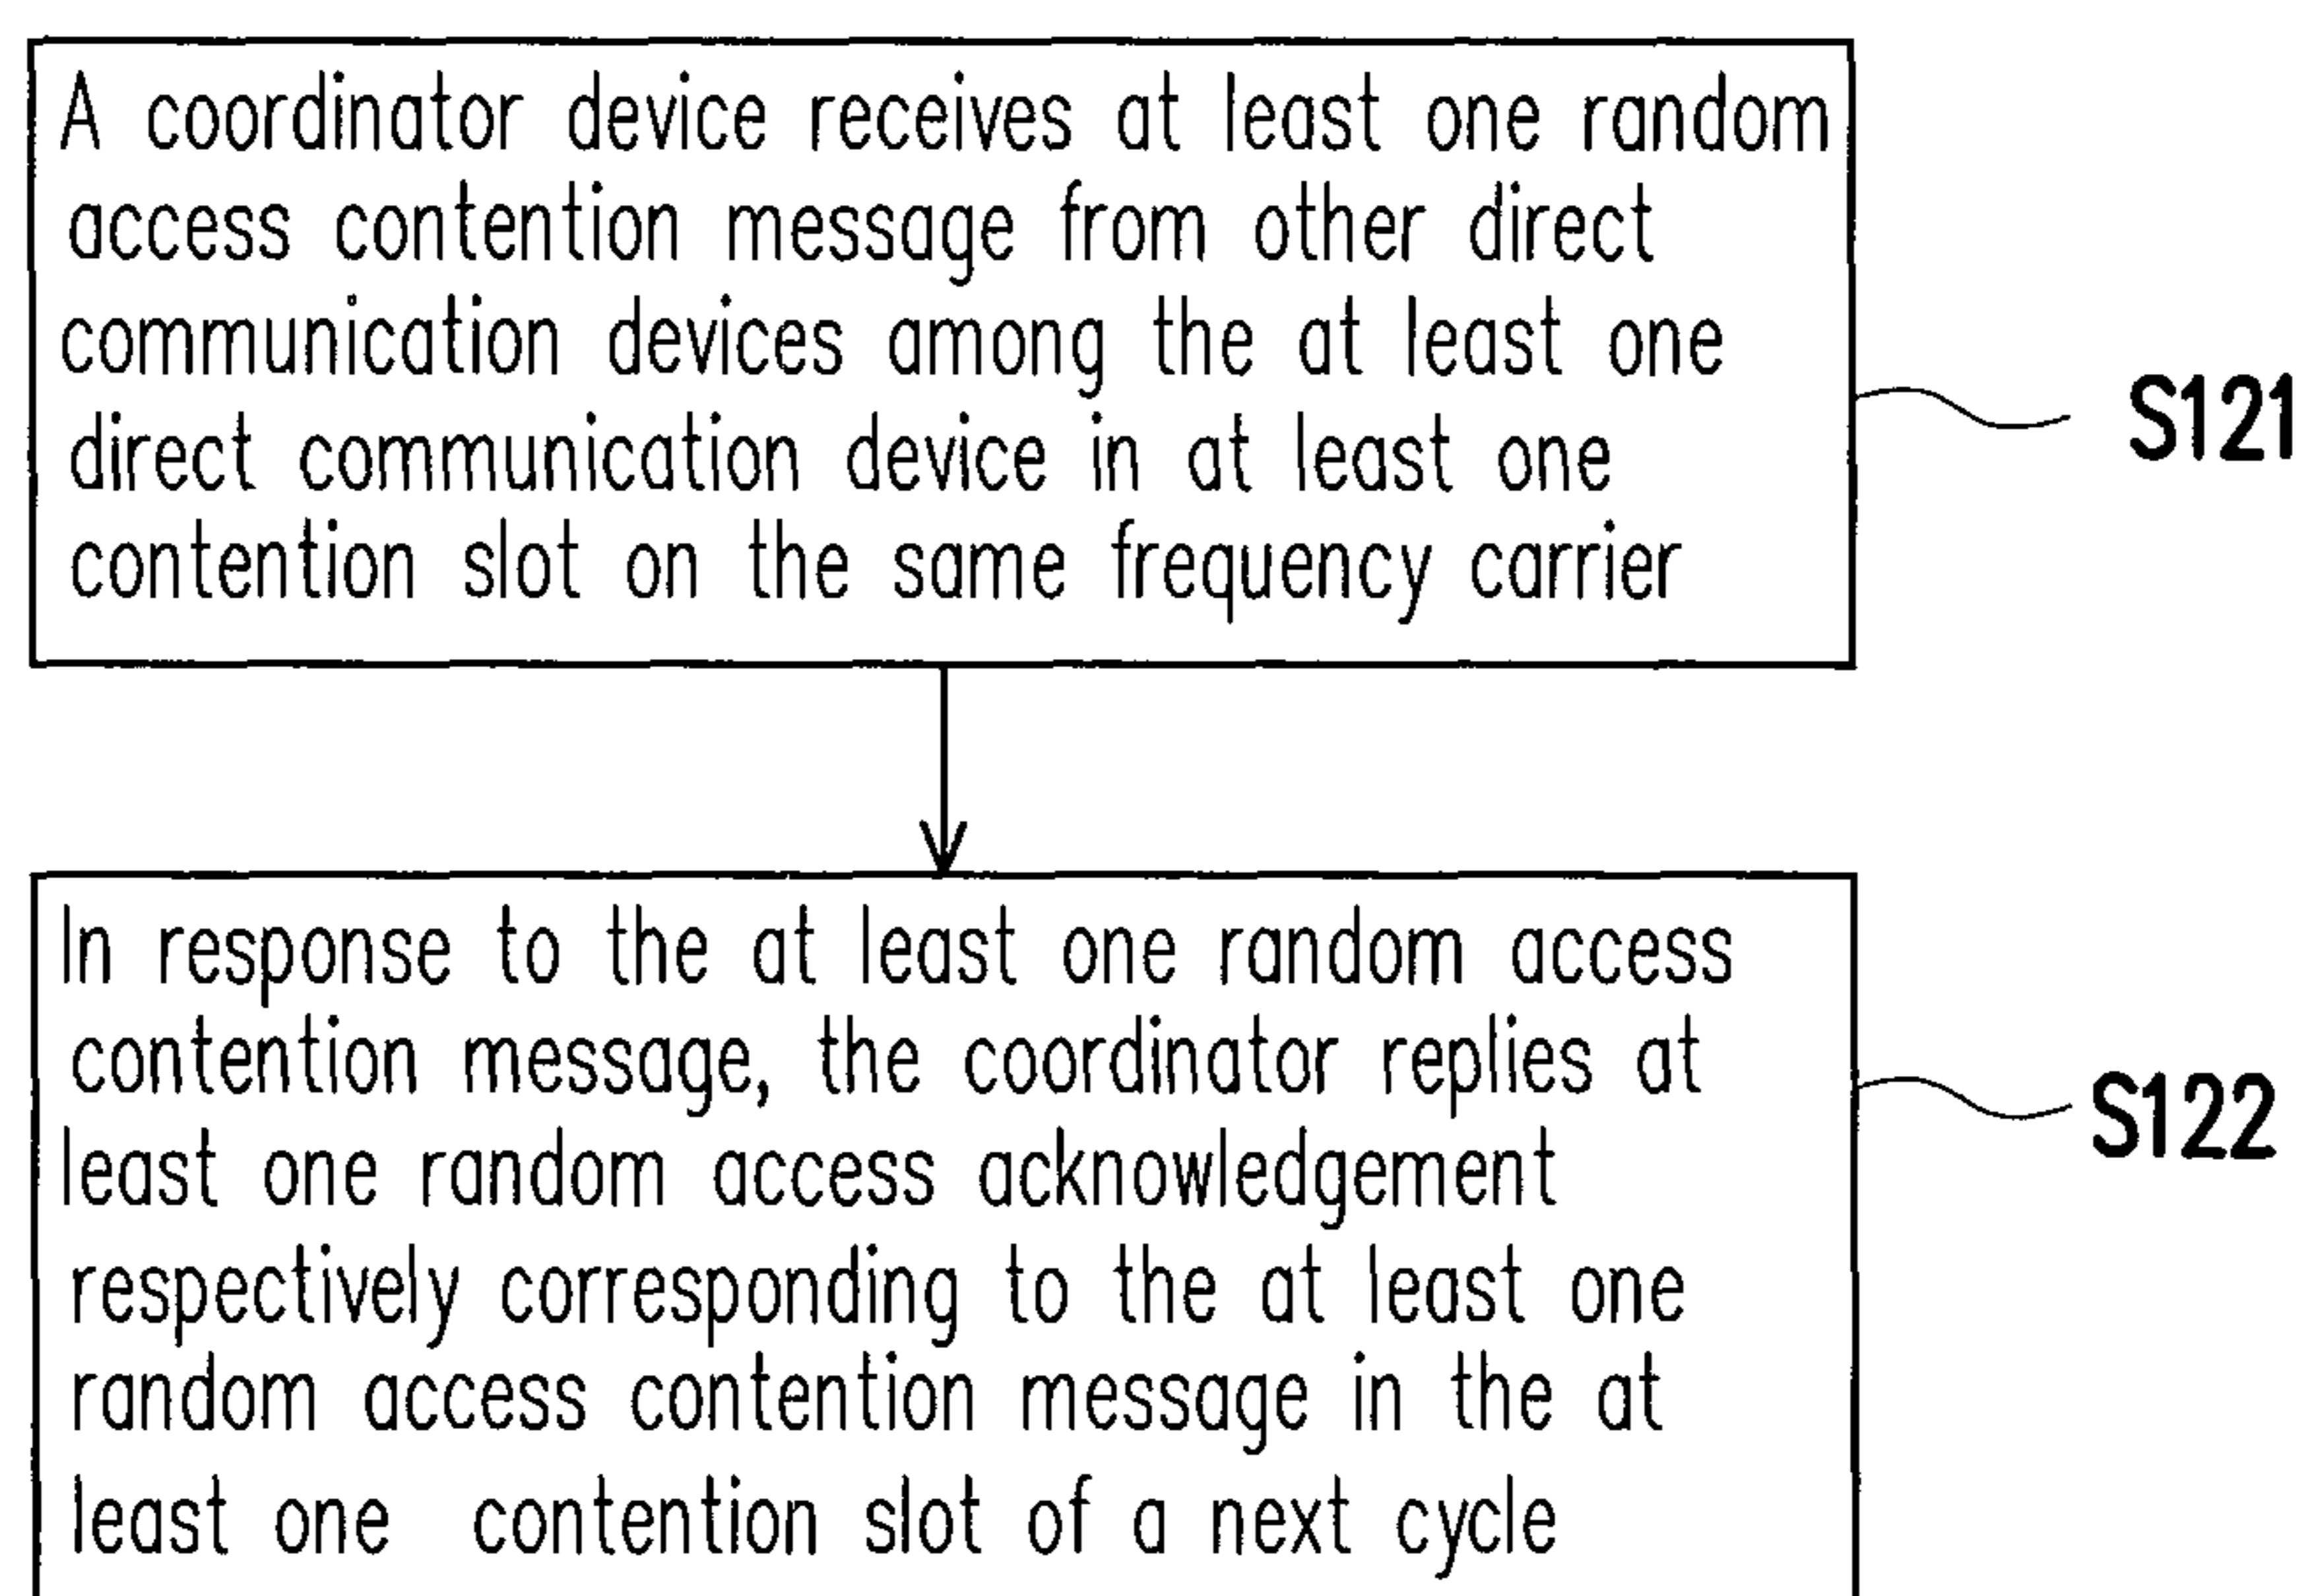 A coordinator device receives at least one random
access contention message from other direct
communication devices among the at least one
direct communication device in at least one
contention slot on the same frequency carrier
S121
In response to the at least one random access
contention message, the coordinator replies at
least one random access acknowledgement
respectively corresponding to the at least one
random access contention message in the at
least one contention slot of a next cycle
S122